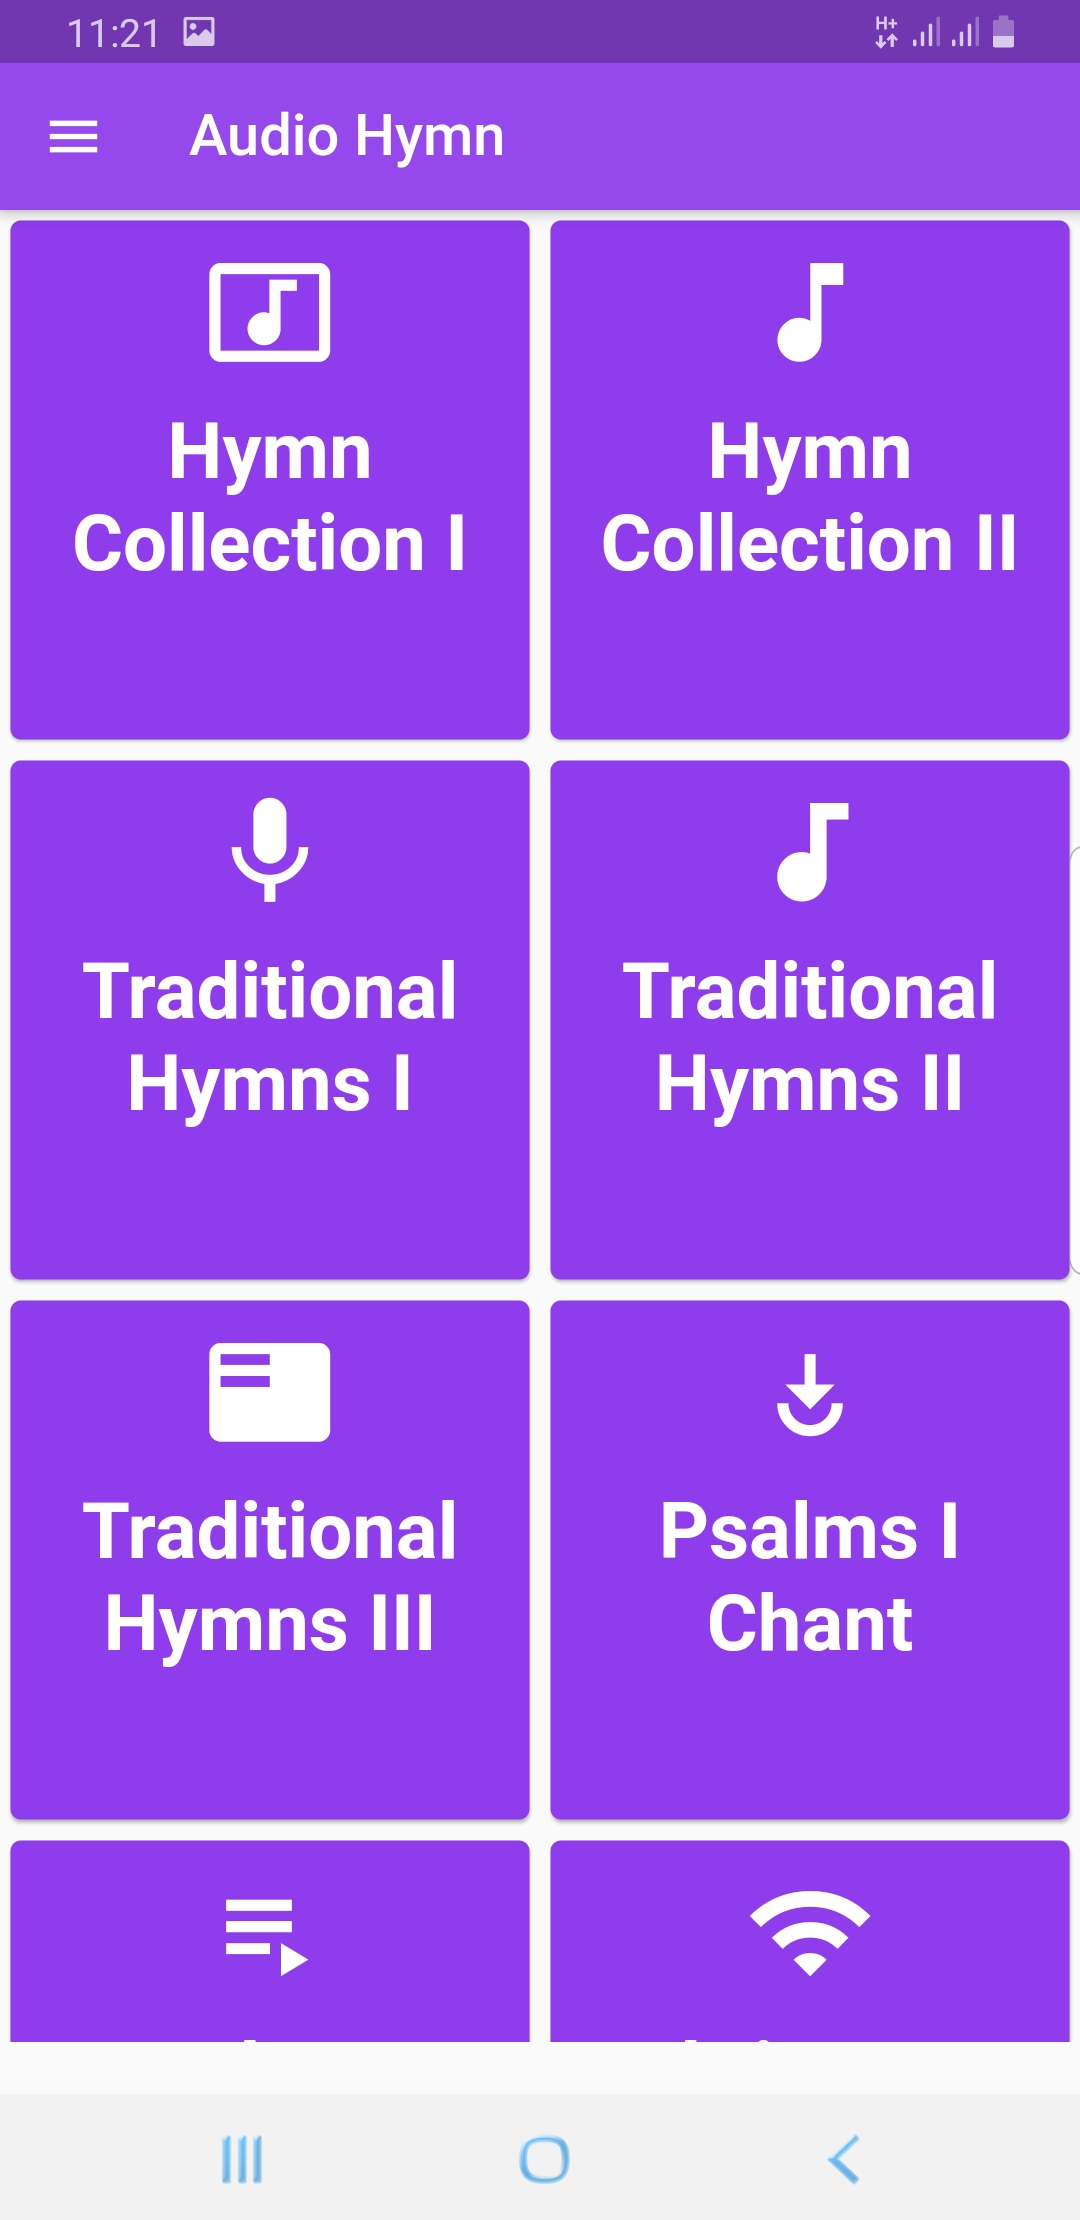 11:21
H+
Audio Hymn
Hymn
Collection I
Hymn
Collection II
Traditional
Hymns I
Traditional
Hymns II
Traditional
Hymns III
Psalms I
Chant